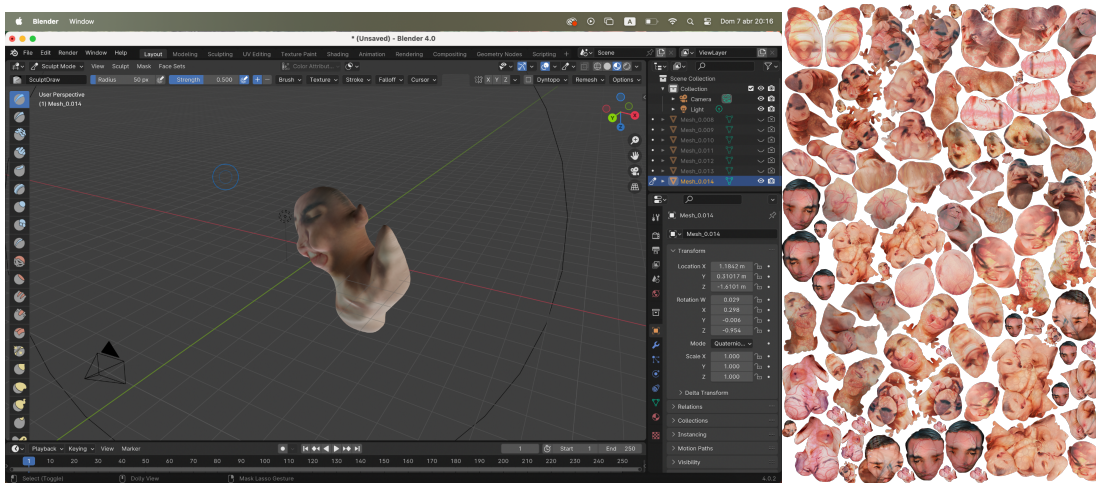 Blender Window A Dom 7 abr 20:16
* (Unsaved) - Blender 4.0
File Edit Render Window Help Layout Modeling Sculpting UV Editing Texture Paint Shading Animation Rendering Compositing Geometry Nodes Scripting + Scene ViewLayer
Sculpt Mode View Sculpt Mask Face Sets Color Attribut...
SculptDraw Radius 50 px Strength 0.500 Brush Texture Stroke Falloff Cursor X Y Z Dyntopo Remesh Options
User Perspective
(1) Mesh_0.014
Y X Z
Scene Collection
Collection
Camera
Light
Mesh_0.008
Mesh_0.009
Mesh_0.010
Mesh_0.011
Mesh_0.012
Mesh_0.013
Mesh_0.014
Mesh_0.014
Mesh_0.014
Transform
Location X 1.1842 m
Y 0.31017 m
Z -1.6101 m
Rotation W 0.029
X 0.298
Y -0.006
Z -0.954
Mode Quaternio...
Scale X 1.000
Y 1.000
Z 1.000
Delta Transform
Relations
Collections
Instancing
Motion Paths
Visibility
Playback Keying View Marker 1 Start 1 End 250
1 10 20 30 40 50 60 70 80 90 100 110 120 130 140 150 160 170 180 190 200 210 220 230 240 250
Select (Toggle) Dolly View Mask Lasso Gesture 4.0.2